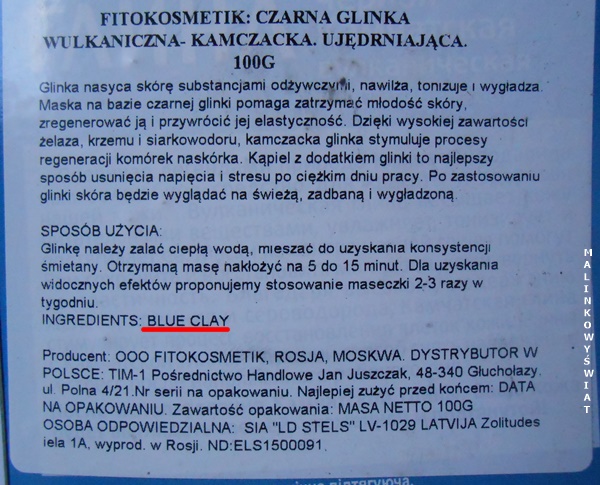 FITOKOSMETIK: CZARNA GLINKA
WULKANICZNA- KAMCZACKA. UJĘDRNIAJĄCA.
100G
Glinka nasyca skórę substancjami odżywczymi, nawilża, tonizuje i wygładza.
Maska na bazie czarnej glinki pomaga zatrzymać młodość skóry,
zregenerować ją i przywrócić jej elastyczność. Dzięki wysokiej zawartości
żelaza, krzemu i siarkowodoru, kamczacka glinka stymuluje procesy
regeneracji komórek naskórka. Kąpiel z dodatkiem glinki to najlepszy
sposób usunięcia napięcia i stresu po ciężkim dniu pracy. Po zastosowaniu
glinki skóra będzie wyglądać na świeżą, zadbaną i wygładzoną.
SPOSÓB UŻYCIA:
Glinkę należy zalać ciepłą wodą, mieszać do uzyskania konsystencji
śmietany. Otrzymaną masę nakłożyć na 5 do 15 minut. Dla uzyskania
widocznych efektów proponujemy stosowanie maseczki 2-3 razy w
tygodniu.
INGREDIENTS: BLUE CLAY
Producent: OOO FITOKOSMETIK, ROSJA, MOSKWA. DYSTRYBUTOR W
POLSCE: TIM-1 Pośrednictwo Handlowe Jan Juszczak, 48-340 Głuchołazy.
ul. Polna 4/21.Nr serii na opakowaniu. Najlepiej zużyć przed końcem: DATA
NA OPAKOWANIU. Zawartość opakowania: MASA NETTO 100G
OSOBA ODPOWIEDZIALNA: SIA "LD STELS" LV-1029 LATVIJA Zolitudes
iela 1A, wyprod. w Rosji. ND:ELS1500091.
MALINKOWYŚWIAT